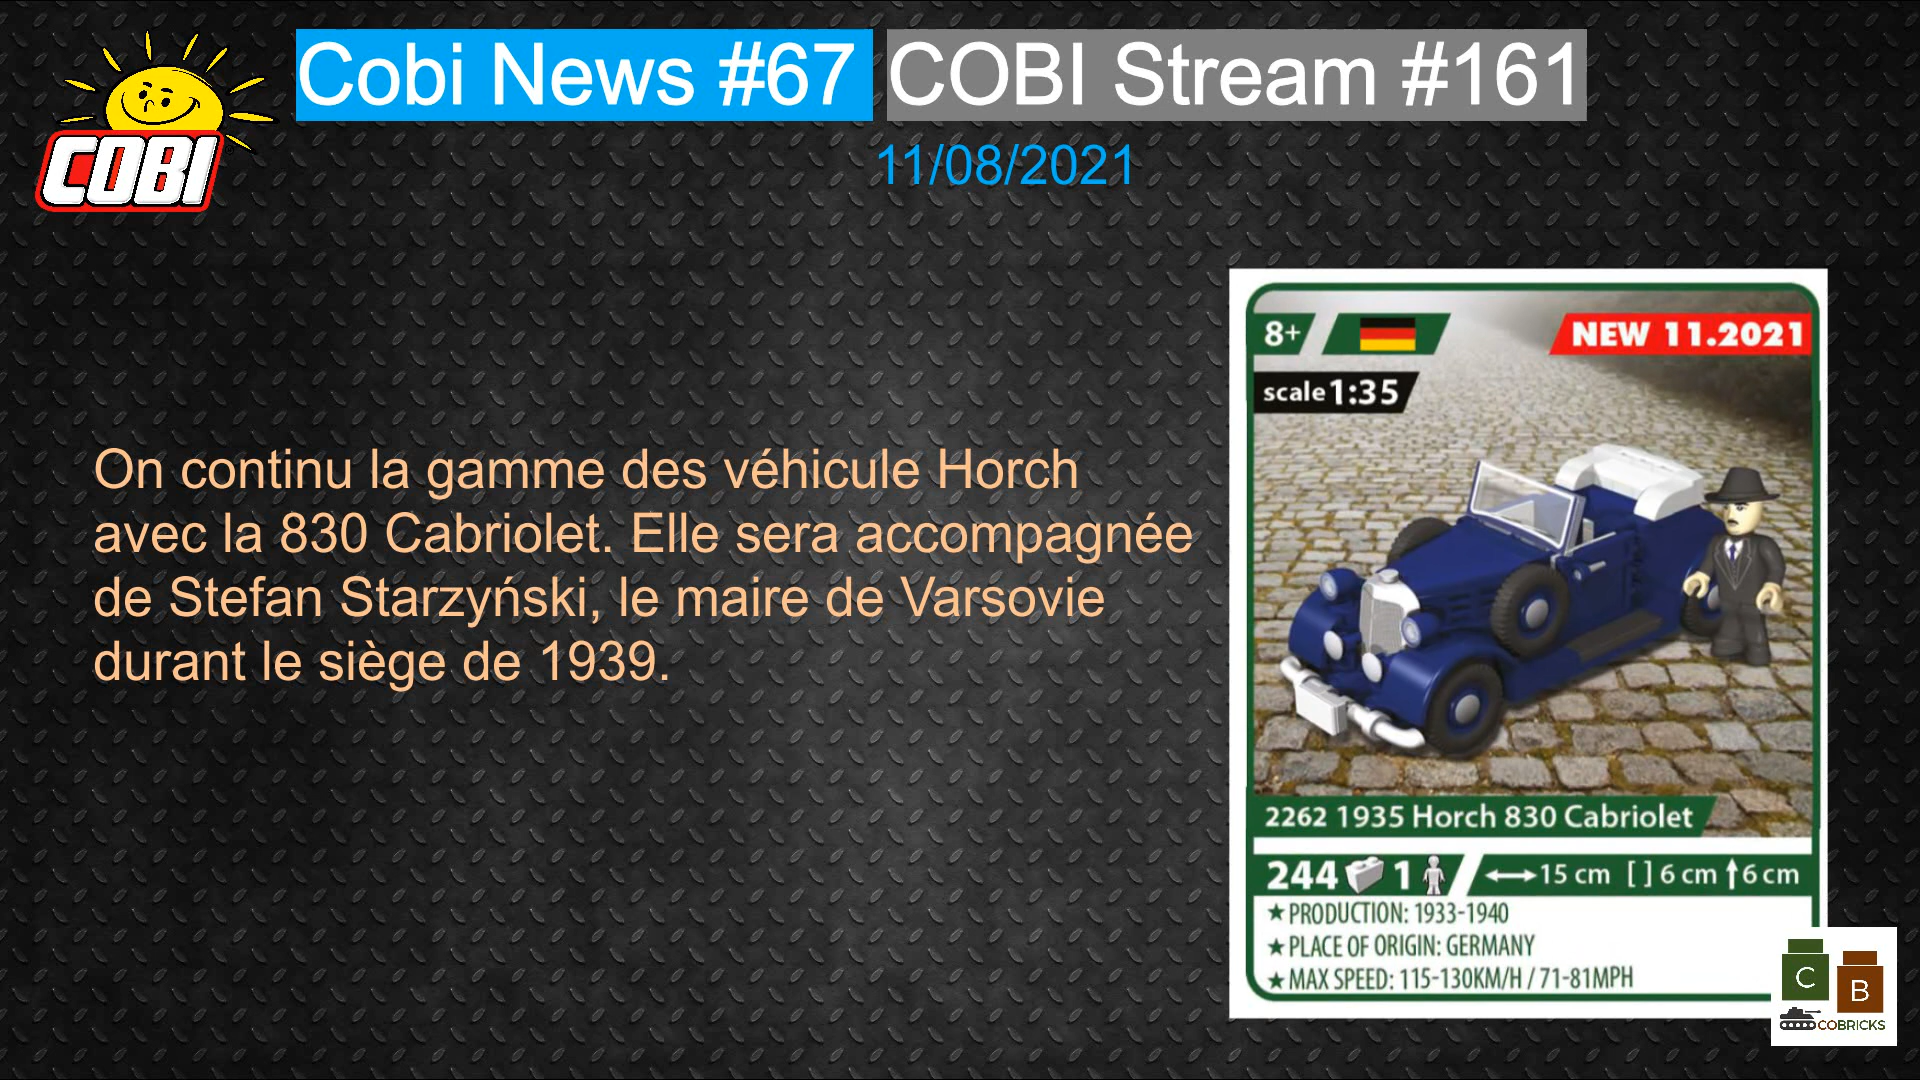 Cobi News #67 COBI Stream #161
COBI
11/08/2021
On continu la gamme des véhicule Horch
avec la 830 Cabriolet. Elle sera accompagnée
de Stefan Starzyński, le maire de Varsovie
durant le siège de 1939.
8+
NEW 11.2021
scale 1:35
2262 1935 Horch 830 Cabriolet
244 1 15 cm [ ] 6 cm 6 cm
★ PRODUCTION: 1933-1940
★ PLACE OF ORIGIN: GERMANY
★ MAX SPEED: 115-130KM/H / 71-81MPH
C B
COBRICKS